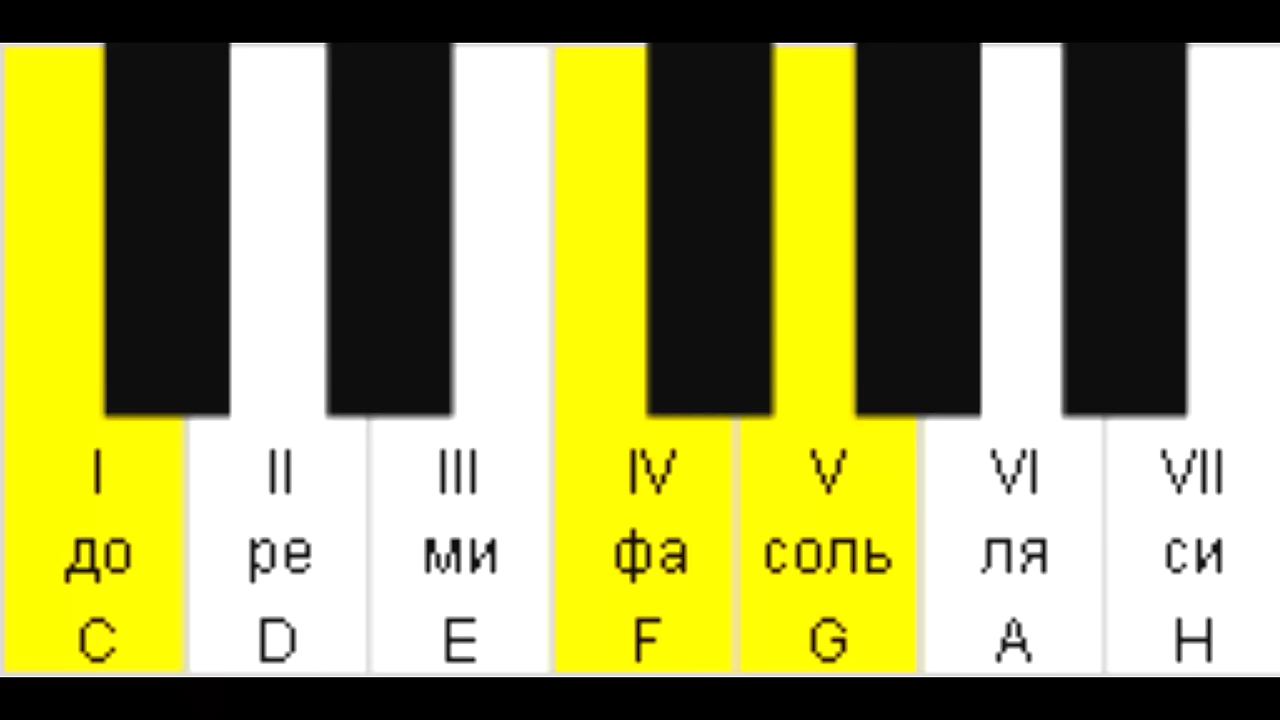 I II III IV V VI VII
до ре ми фа соль ля си
C D E F G A H